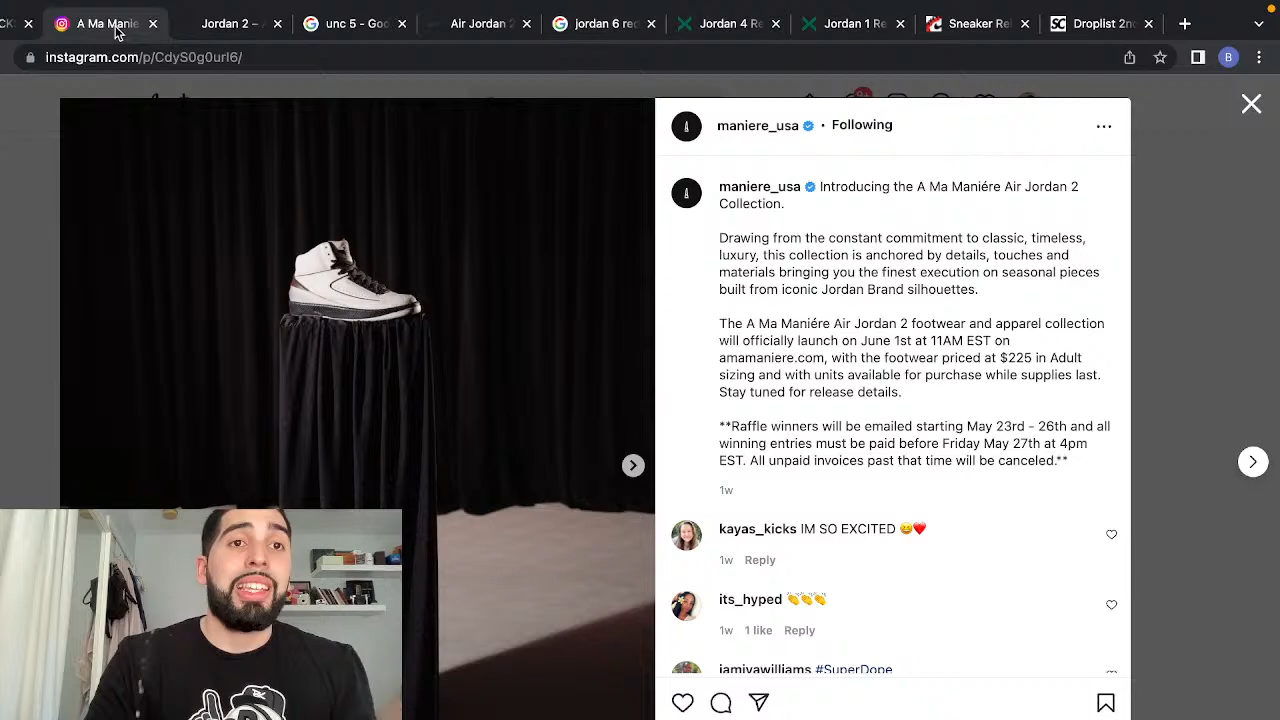 A Ma Manie
Jordan 2 –
unc 5 - Goo
Air Jordan 2
jordan 6 red
Jordan 4 Re
Jordan 1 Re
Sneaker Rel
Droplist 2nd
instagram.com/p/CdyS0g0urI6/
B
maniere_usa • Following
maniere_usa Introducing the A Ma Maniére Air Jordan 2
Collection.
Drawing from the constant commitment to classic, timeless,
luxury, this collection is anchored by details, touches and
materials bringing you the finest execution on seasonal pieces
built from iconic Jordan Brand silhouettes.
The A Ma Maniére Air Jordan 2 footwear and apparel collection
will officially launch on June 1st at 11AM EST on
amamaniere.com, with the footwear priced at $225 in Adult
sizing and with units available for purchase while supplies last.
Stay tuned for release details.
**Raffle winners will be emailed starting May 23rd - 26th and all
winning entries must be paid before Friday May 27th at 4pm
EST. All unpaid invoices past that time will be canceled.**
1w
kayas_kicks IM SO EXCITED 😆❤️
1w Reply
its_hyped 👏👏👏
1w 1 like Reply
jamiyawilliams #SuperDope